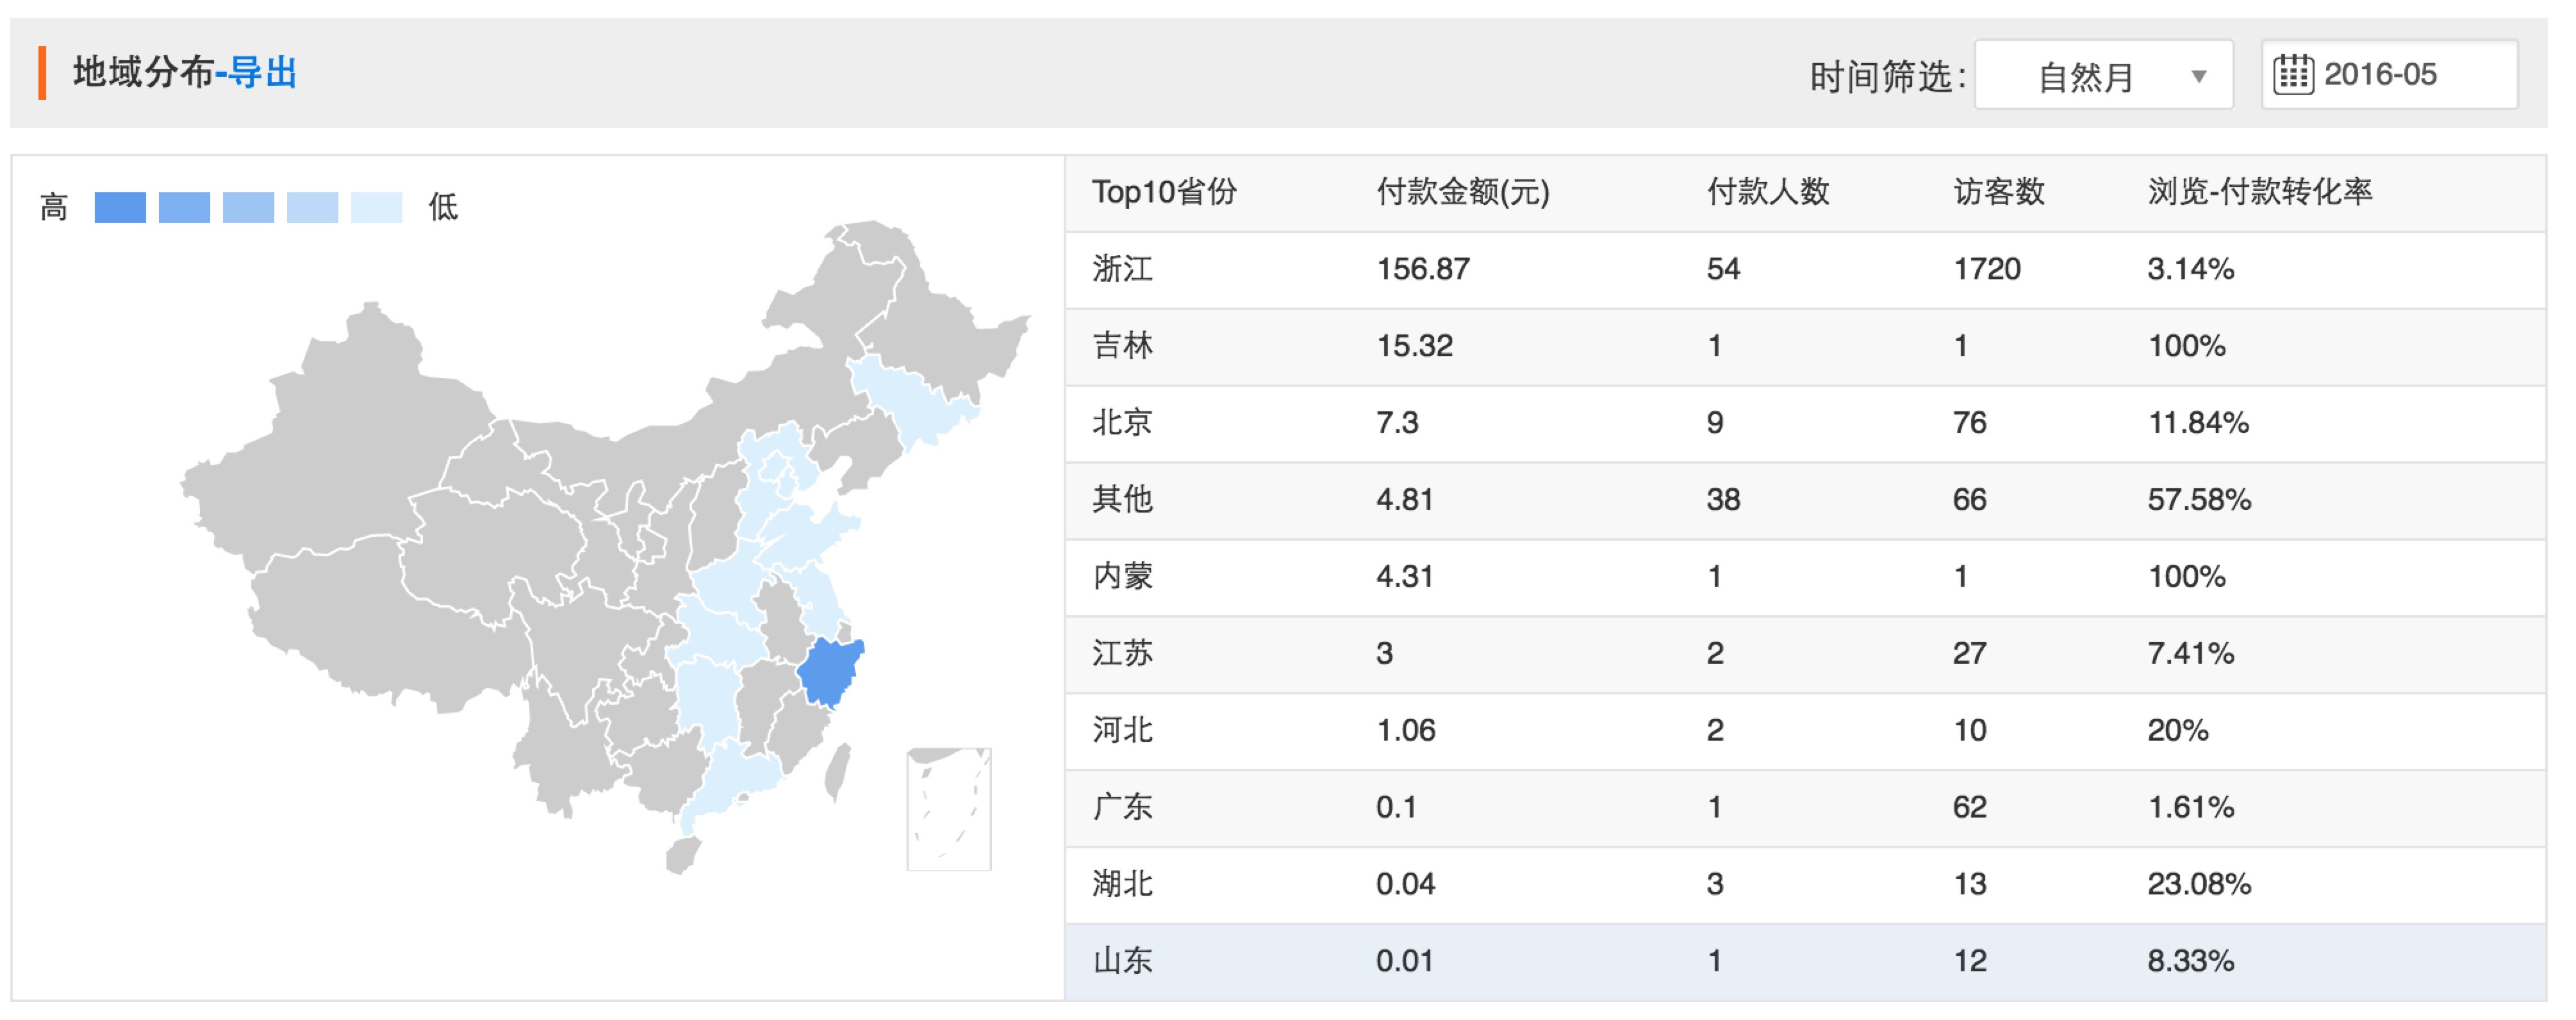 地域分布-导出
时间筛选: 自然月 2016-05
高 低
Top10省份 付款金额(元) 付款人数 访客数 浏览-付款转化率
浙江 156.87 54 1720 3.14%
吉林 15.32 1 1 100%
北京 7.3 9 76 11.84%
其他 4.81 38 66 57.58%
内蒙 4.31 1 1 100%
江苏 3 2 27 7.41%
河北 1.06 2 10 20%
广东 0.1 1 62 1.61%
湖北 0.04 3 13 23.08%
山东 0.01 1 12 8.33%